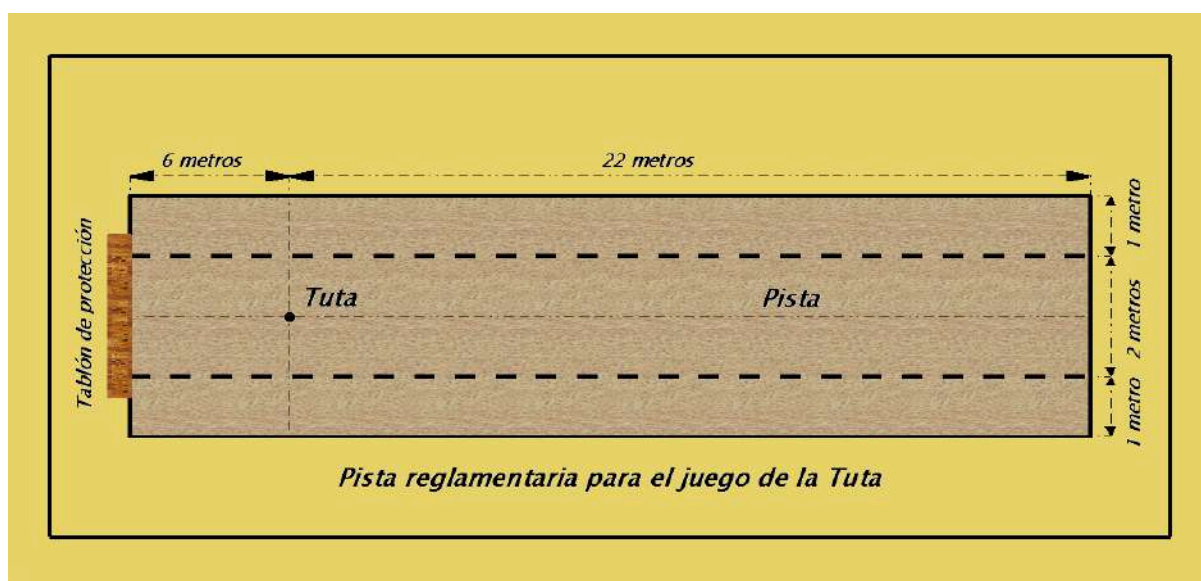 6 metros
22 metros
Tablón de protección
Tuta
Pista
1 metro
2 metros
1 metro
Pista reglamentaria para el juego de la Tuta